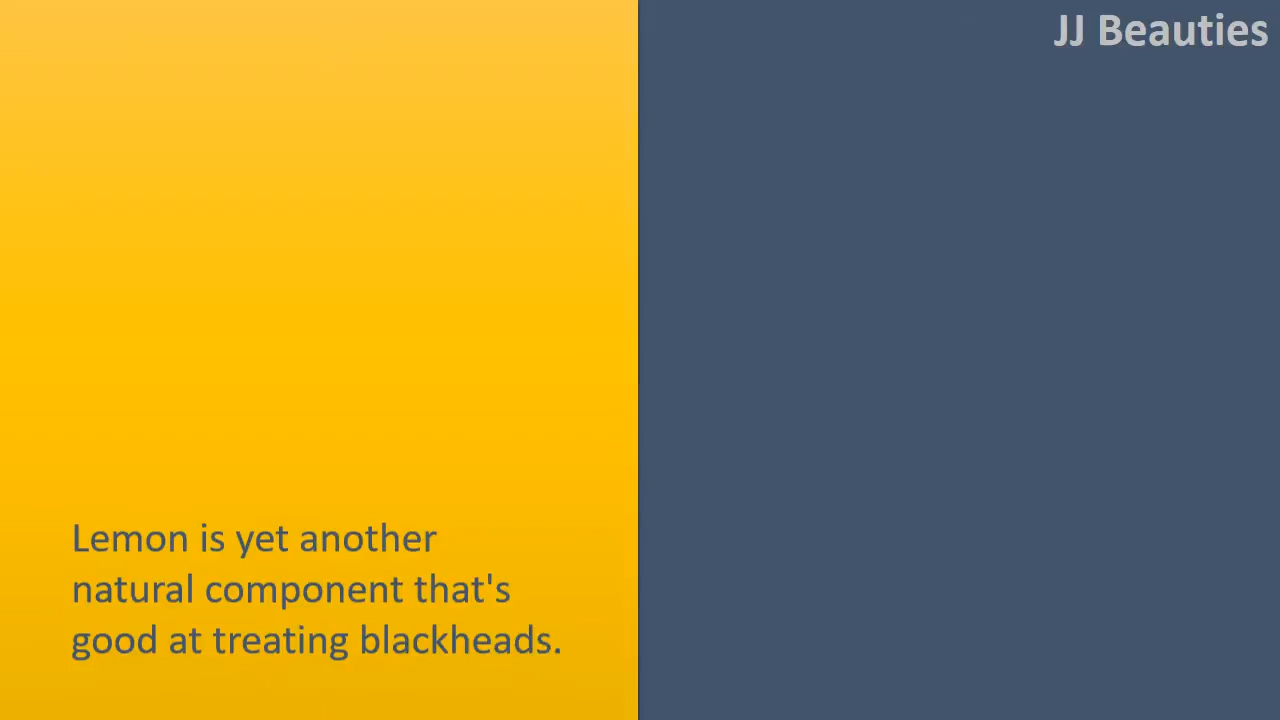 JJ Beauties
Lemon is yet another
natural component that's
good at treating blackheads.